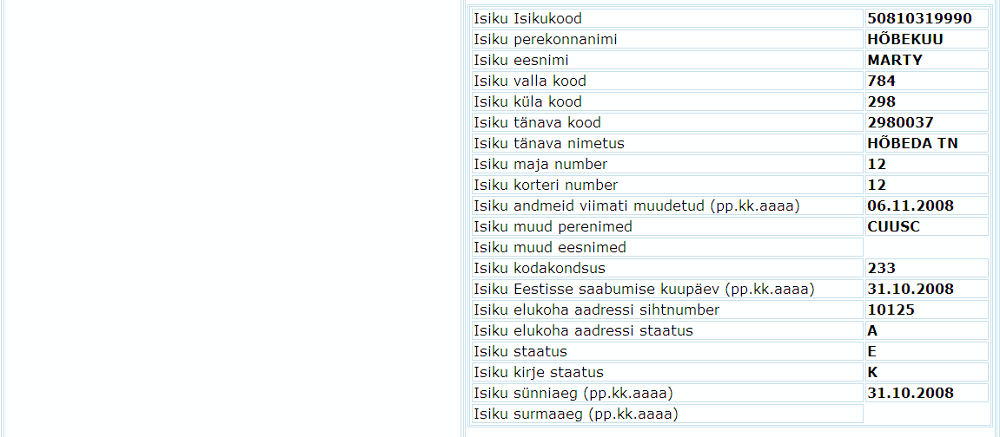 Isiku Isikukood 50810319990
Isiku perekonnanimi HÕBEKUU
Isiku eesnimi MARTY
Isiku valla kood 784
Isiku küla kood 298
Isiku tänava kood 2980037
Isiku tänava nimetus HÕBEDA TN
Isiku maja number 12
Isiku korteri number 12
Isiku andmeid viimati muudetud (pp.kk.aaaa) 06.11.2008
Isiku muud perenimed CUUSC
Isiku muud eesnimed
Isiku kodakondsus 233
Isiku Eestisse saabumise kuupäev (pp.kk.aaaa) 31.10.2008
Isiku elukoha aadressi sihtnumber 10125
Isiku elukoha aadressi staatus A
Isiku staatus E
Isiku kirje staatus K
Isiku sünniaeg (pp.kk.aaaa) 31.10.2008
Isiku surmaaeg (pp.kk.aaaa)